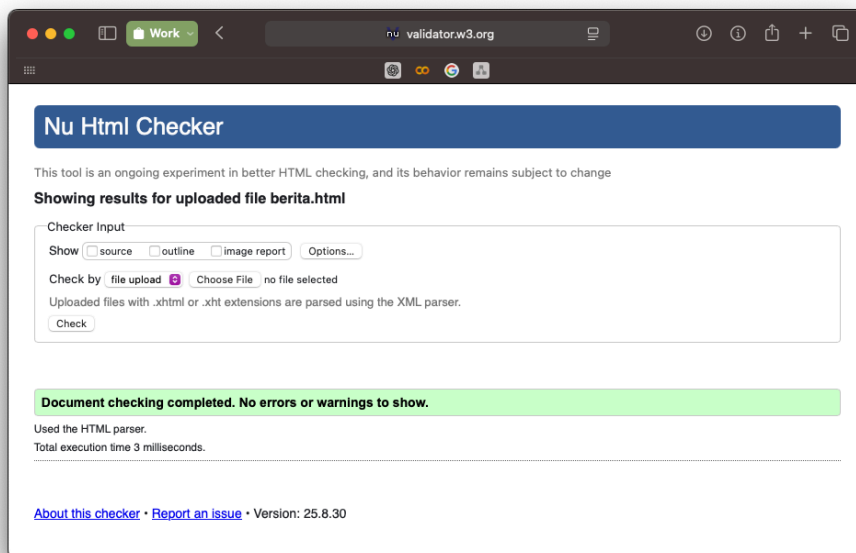 Work
nu validator.w3.org
Nu Html Checker
This tool is an ongoing experiment in better HTML checking, and its behavior remains subject to change
Showing results for uploaded file berita.html
Checker Input
Show source outline image report Options...
Check by file upload Choose File no file selected
Uploaded files with .xhtml or .xht extensions are parsed using the XML parser.
Check
Document checking completed. No errors or warnings to show.
Used the HTML parser.
Total execution time 3 milliseconds.
About this checker • Report an issue • Version: 25.8.30